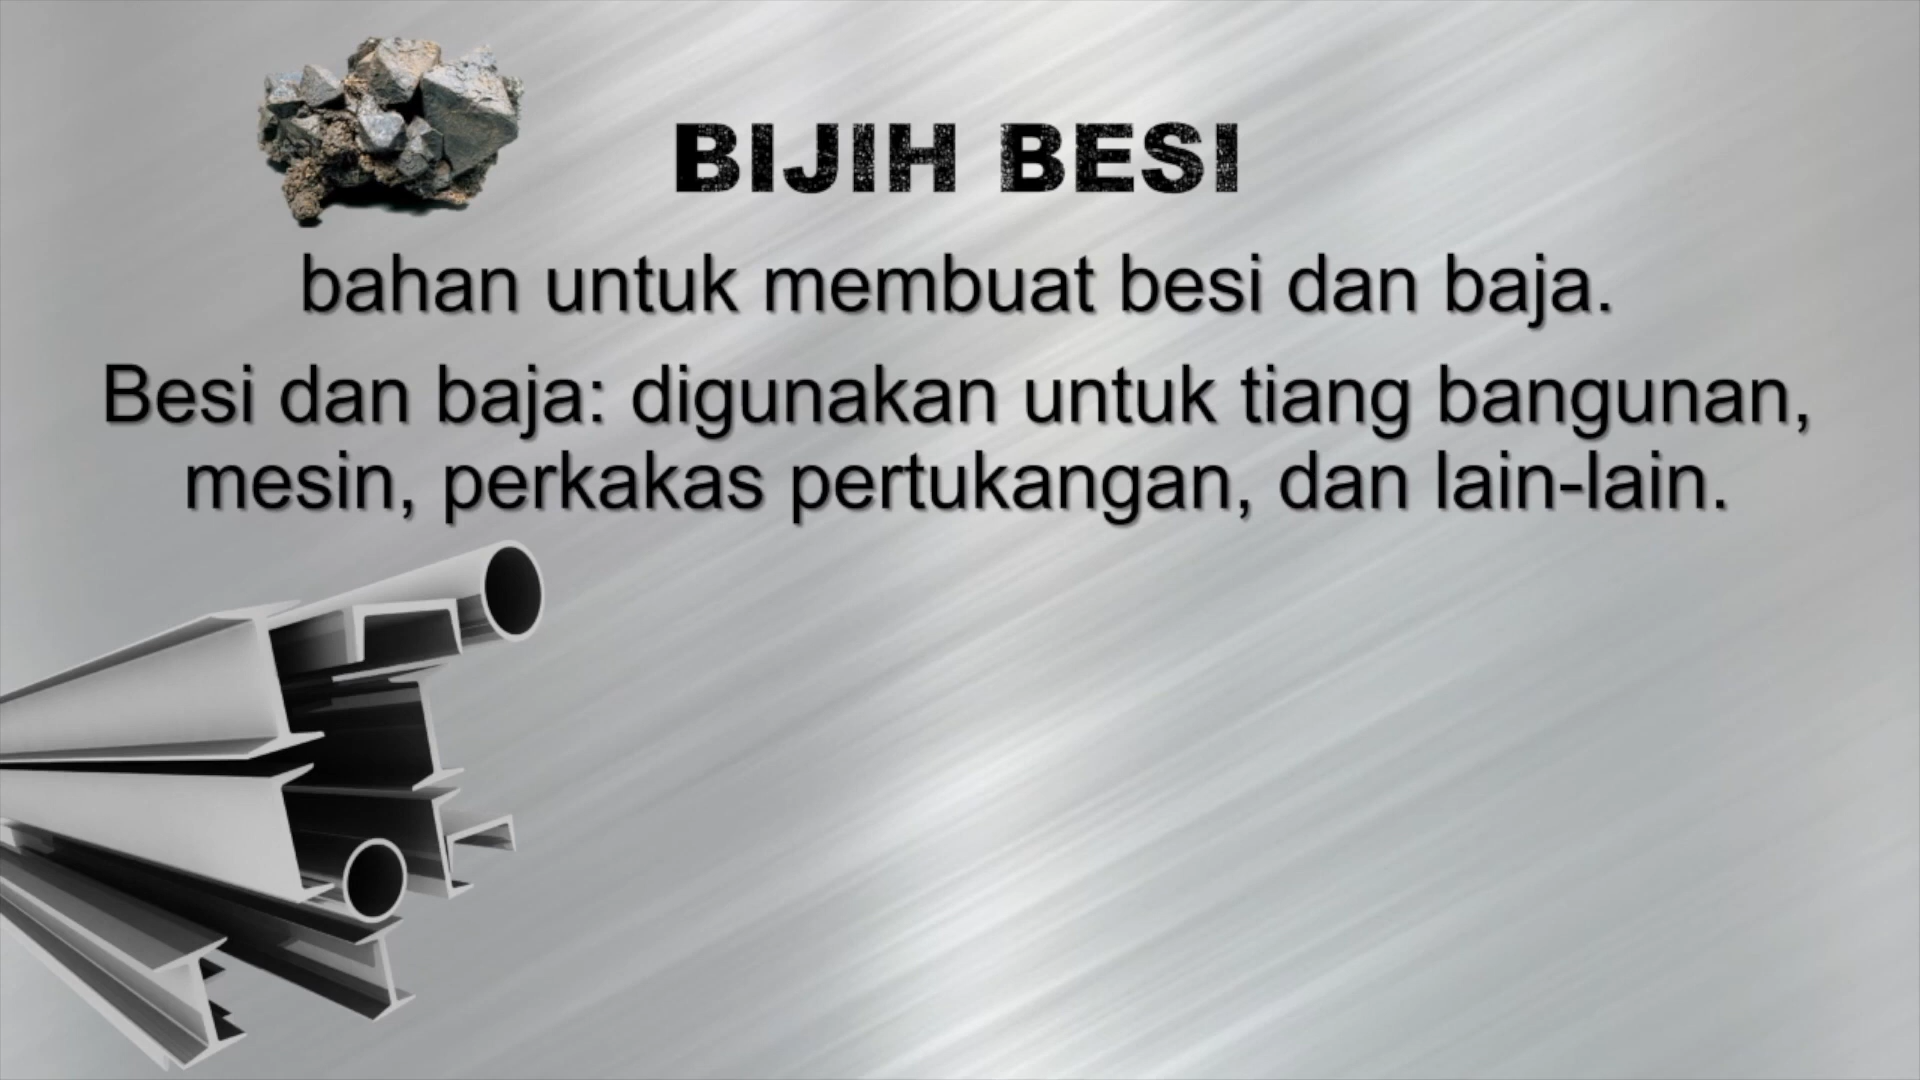 BIJIH BESI
bahan untuk membuat besi dan baja.
Besi dan baja: digunakan untuk tiang bangunan,
mesin, perkakas pertukangan, dan lain-lain.